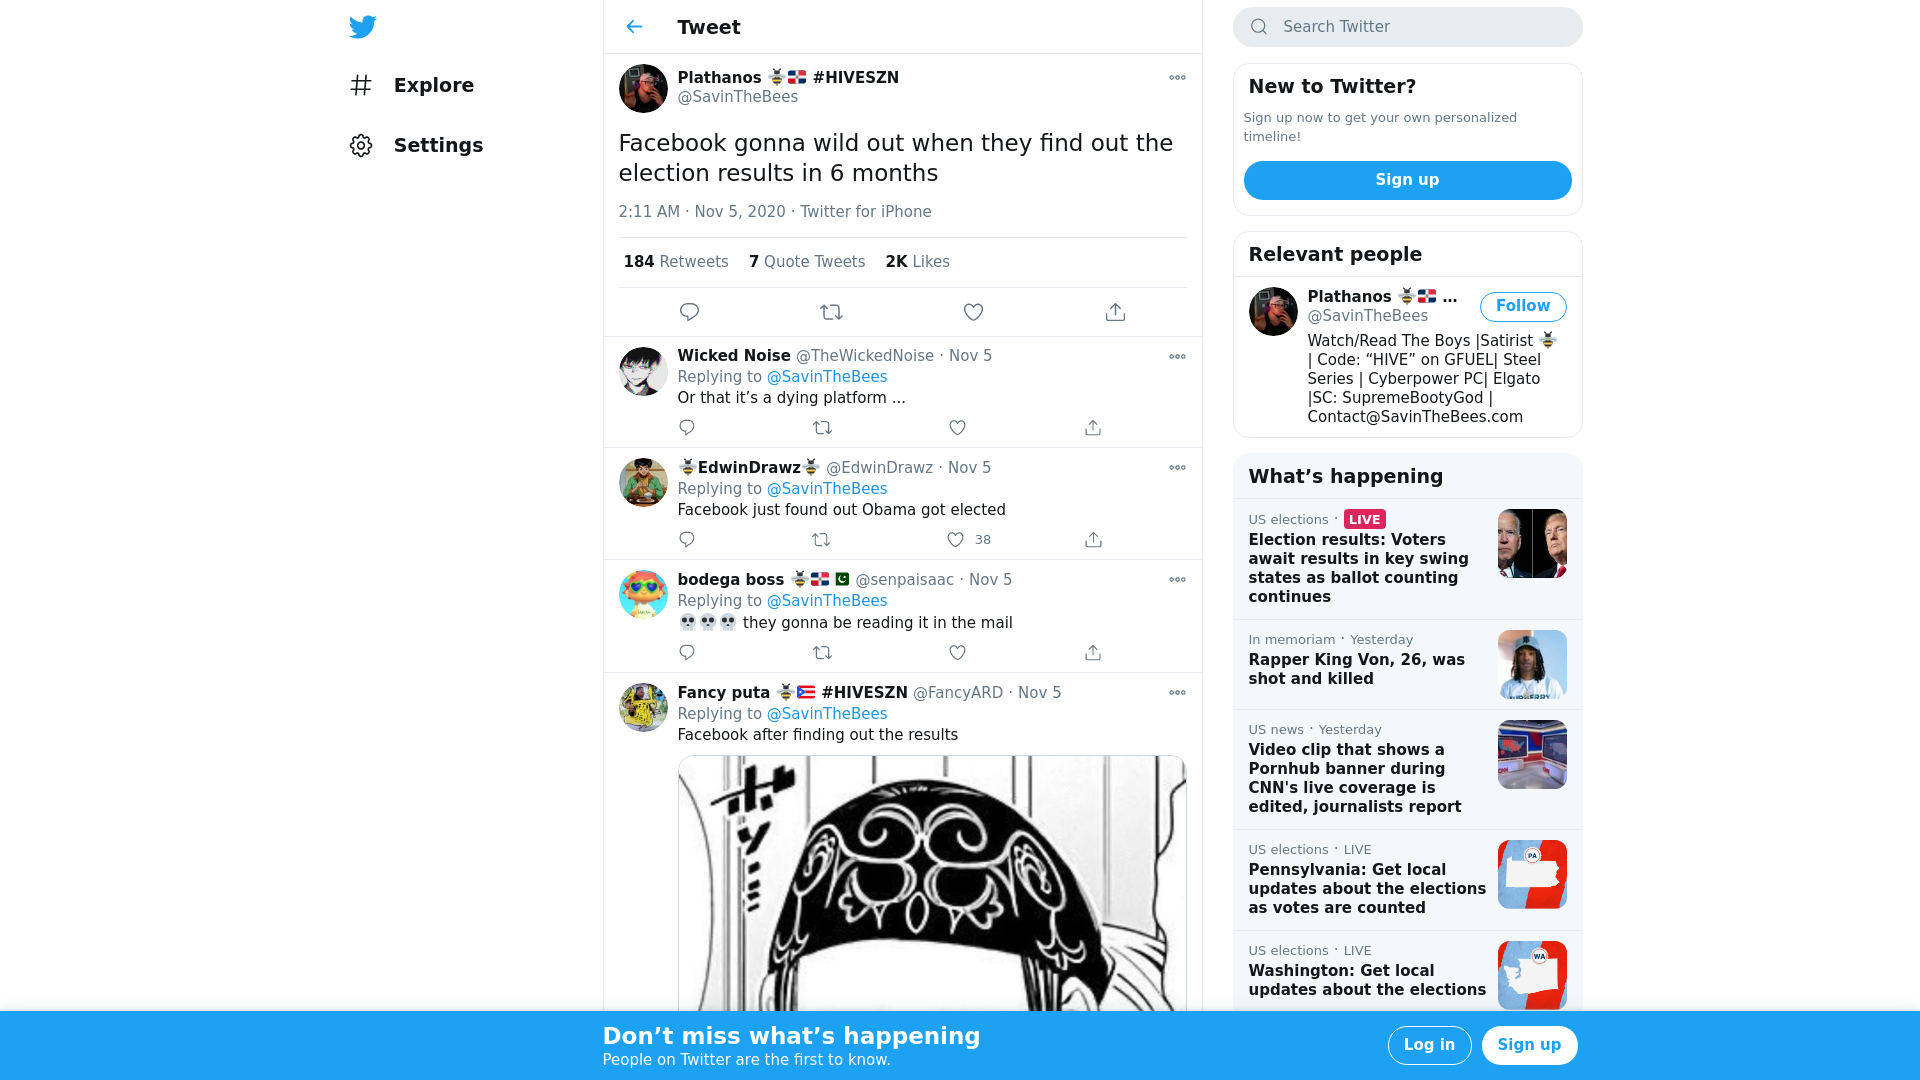 Explore
Settings
Tweet
Plathanos 🐝🇩🇴 #HIVESZN
@SavinTheBees
Facebook gonna wild out when they find out the
election results in 6 months
2:11 AM · Nov 5, 2020 · Twitter for iPhone
184 Retweets 7 Quote Tweets 2K Likes
Wicked Noise @TheWickedNoise · Nov 5
Replying to @SavinTheBees
Or that it’s a dying platform ...
🐝EdwinDrawz🐝 @EdwinDrawz · Nov 5
Replying to @SavinTheBees
Facebook just found out Obama got elected
38
bodega boss 🐝🇩🇴 🇵🇰 @senpaisaac · Nov 5
Replying to @SavinTheBees
💀💀💀 they gonna be reading it in the mail
Fancy puta 🐝🇵🇷 #HIVESZN @FancyARD · Nov 5
Replying to @SavinTheBees
Facebook after finding out the results
Search Twitter
New to Twitter?
Sign up now to get your own personalized
timeline!
Sign up
Relevant people
Plathanos 🐝🇩🇴 ...
@SavinTheBees
Follow
Watch/Read The Boys |Satirist 🐝
| Code: “HIVE” on GFUEL| Steel
Series | Cyberpower PC| Elgato
|SC: SupremeBootyGod |
Contact@SavinTheBees.com
What’s happening
US elections · LIVE
Election results: Voters
await results in key swing
states as ballot counting
continues
In memoriam · Yesterday
Rapper King Von, 26, was
shot and killed
US news · Yesterday
Video clip that shows a
Pornhub banner during
CNN's live coverage is
edited, journalists report
US elections · LIVE
Pennsylvania: Get local
updates about the elections
as votes are counted
PA
US elections · LIVE
Washington: Get local
updates about the elections
WA
Don’t miss what’s happening
People on Twitter are the first to know.
Log in
Sign up